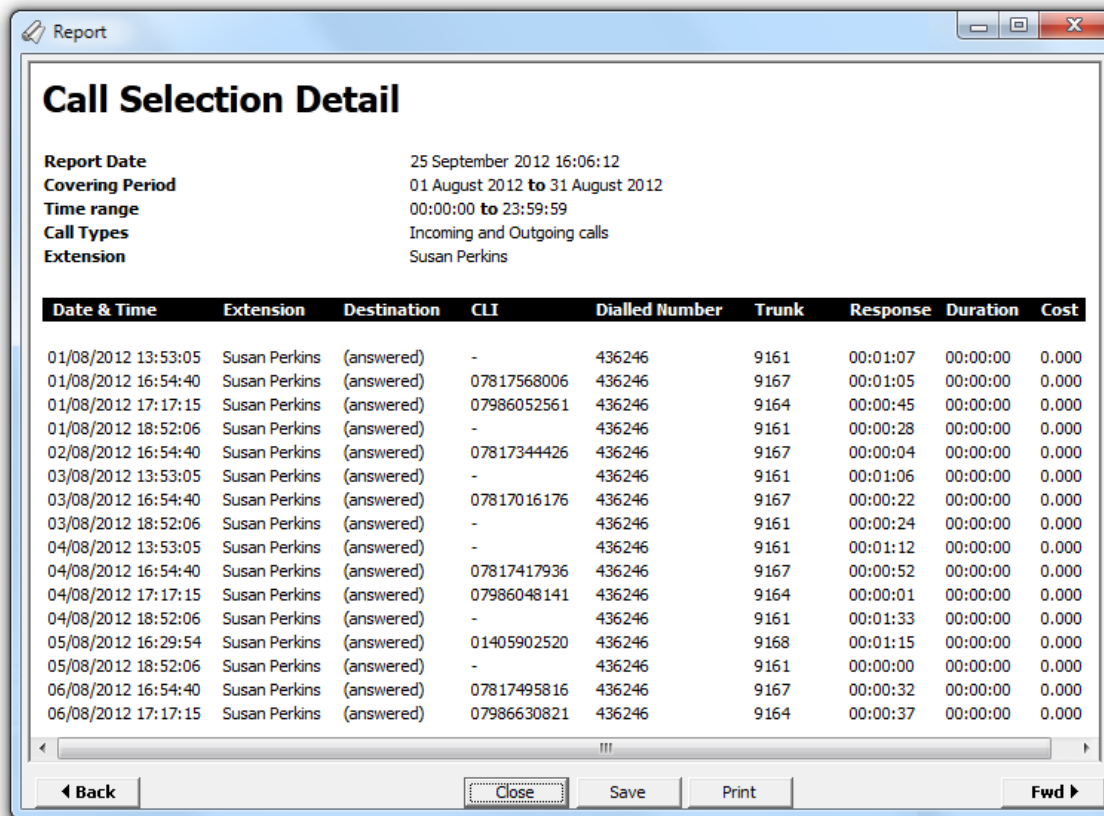 Report
Call Selection Detail
Report Date 25 September 2012 16:06:12
Covering Period 01 August 2012 to 31 August 2012
Time range 00:00:00 to 23:59:59
Call Types Incoming and Outgoing calls
Extension Susan Perkins
Date & Time Extension Destination CLI Dialled Number Trunk Response Duration Cost
01/08/2012 13:53:05 Susan Perkins (answered) - 436246 9161 00:01:07 00:00:00 0.000
01/08/2012 16:54:40 Susan Perkins (answered) 07817568006 436246 9167 00:01:05 00:00:00 0.000
01/08/2012 17:17:15 Susan Perkins (answered) 07986052561 436246 9164 00:00:45 00:00:00 0.000
01/08/2012 18:52:06 Susan Perkins (answered) - 436246 9161 00:00:28 00:00:00 0.000
02/08/2012 16:54:40 Susan Perkins (answered) 07817344426 436246 9167 00:00:04 00:00:00 0.000
03/08/2012 13:53:05 Susan Perkins (answered) - 436246 9161 00:01:06 00:00:00 0.000
03/08/2012 16:54:40 Susan Perkins (answered) 07817016176 436246 9167 00:00:22 00:00:00 0.000
03/08/2012 18:52:06 Susan Perkins (answered) - 436246 9161 00:00:24 00:00:00 0.000
04/08/2012 13:53:05 Susan Perkins (answered) - 436246 9161 00:01:12 00:00:00 0.000
04/08/2012 16:54:40 Susan Perkins (answered) 07817417936 436246 9167 00:00:52 00:00:00 0.000
04/08/2012 17:17:15 Susan Perkins (answered) 07986048141 436246 9164 00:00:01 00:00:00 0.000
04/08/2012 18:52:06 Susan Perkins (answered) - 436246 9161 00:01:33 00:00:00 0.000
05/08/2012 16:29:54 Susan Perkins (answered) 01405902520 436246 9168 00:01:15 00:00:00 0.000
05/08/2012 18:52:06 Susan Perkins (answered) - 436246 9161 00:00:00 00:00:00 0.000
06/08/2012 16:54:40 Susan Perkins (answered) 07817495816 436246 9167 00:00:32 00:00:00 0.000
06/08/2012 17:17:15 Susan Perkins (answered) 07986630821 436246 9164 00:00:37 00:00:00 0.000
Back Close Save Print Fwd